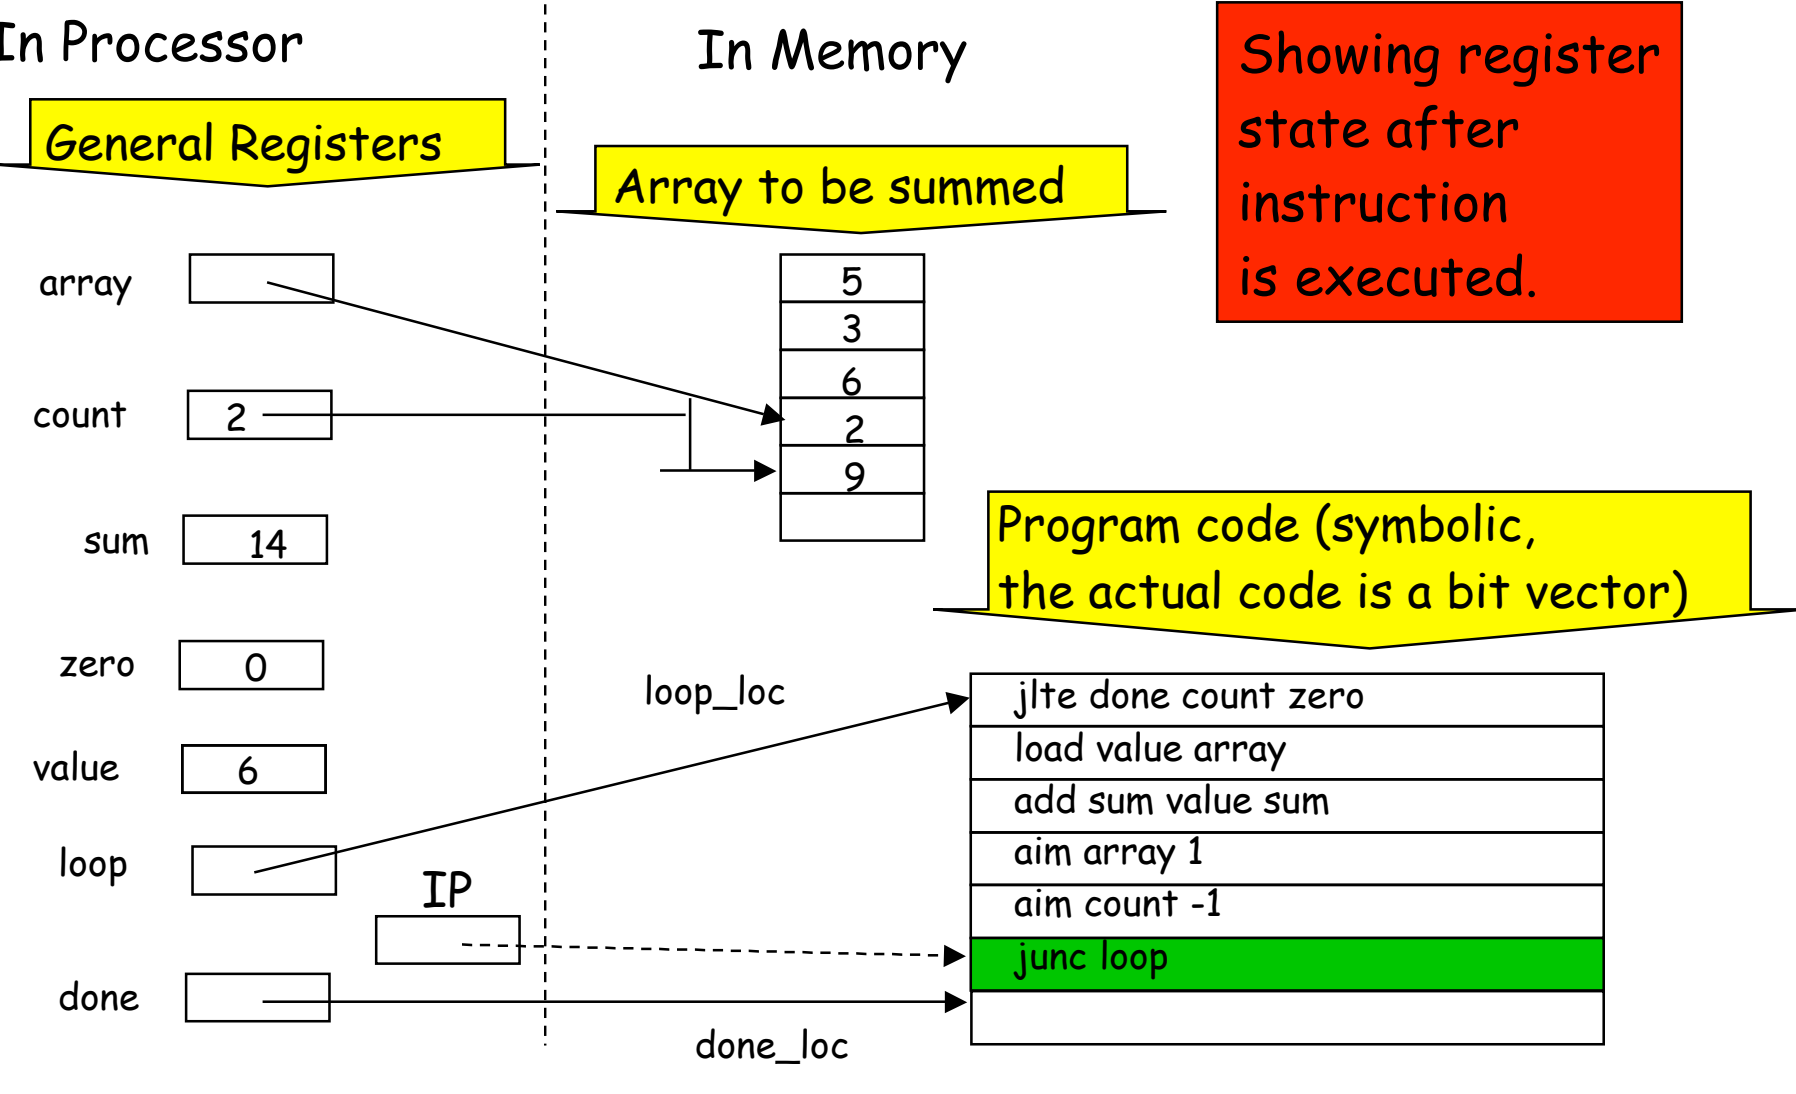 In Processor
In Memory
Showing register
state after
instruction
is executed.
General Registers
Array to be summed
array
count
2
sum
14
zero
0
value
6
loop
IP
done
5
3
6
2
9
Program code (symbolic,
the actual code is a bit vector)
loop_loc
done_loc
jlte done count zero
load value array
add sum value sum
aim array 1
aim count -1
junc loop